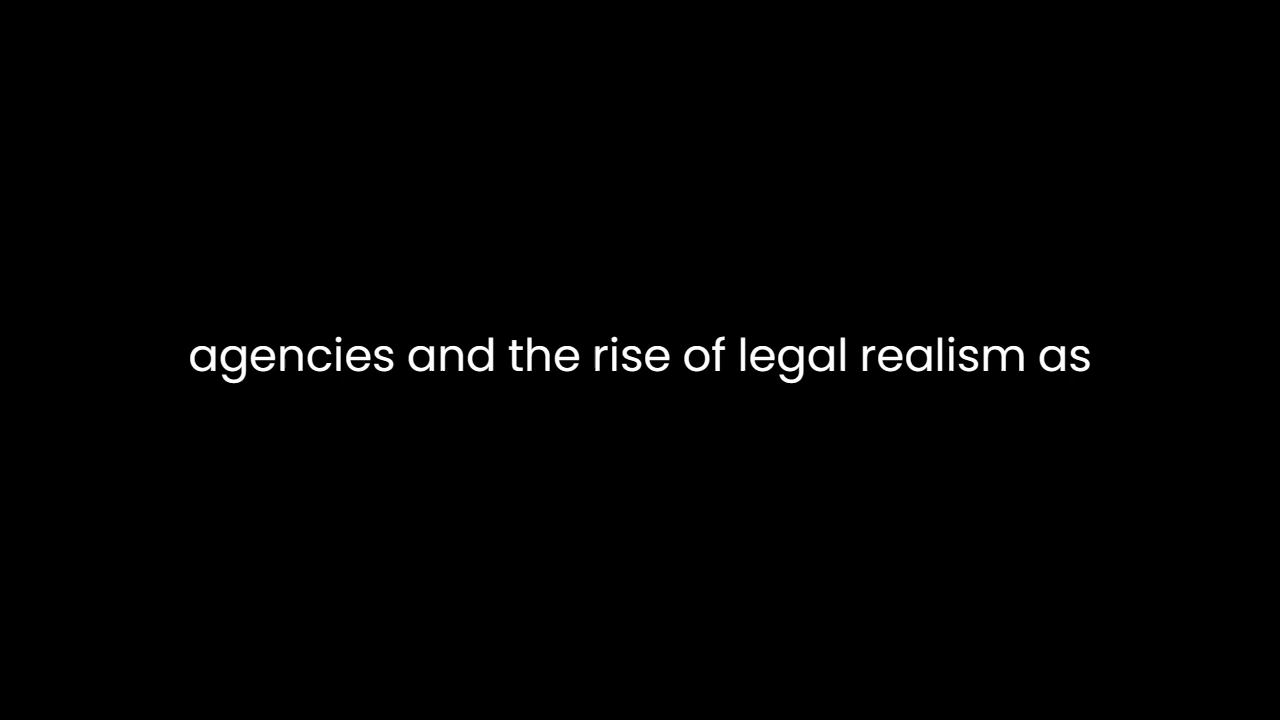 agencies and the rise of legal realism as